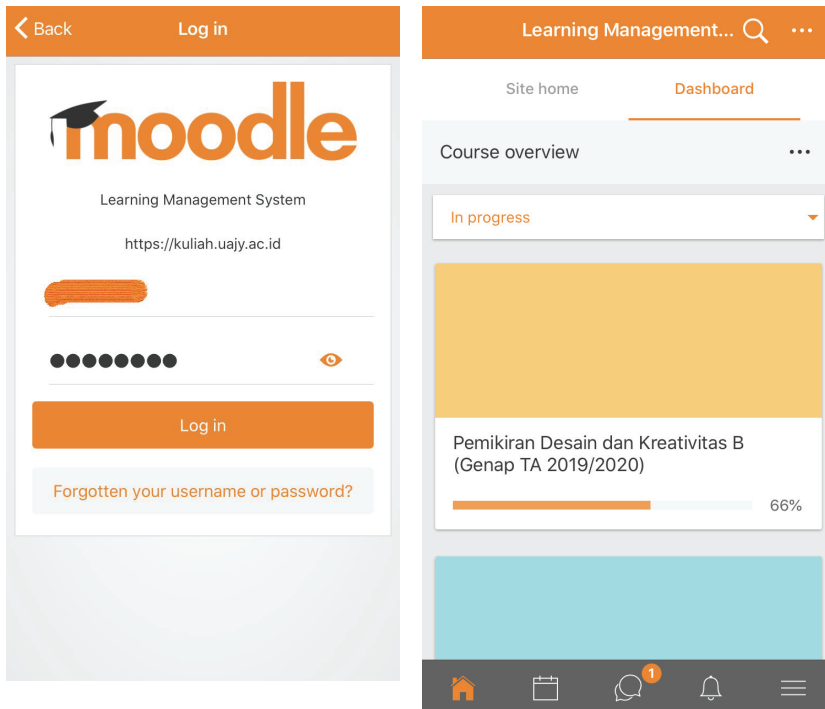 Back
Log in
moodle
Learning Management System
https://kuliah.uajy.ac.id
Log in
Forgotten your username or password?
Learning Management...
Site home
Dashboard
Course overview
In progress
Pemikiran Desain dan Kreativitas B
(Genap TA 2019/2020)
66%
1